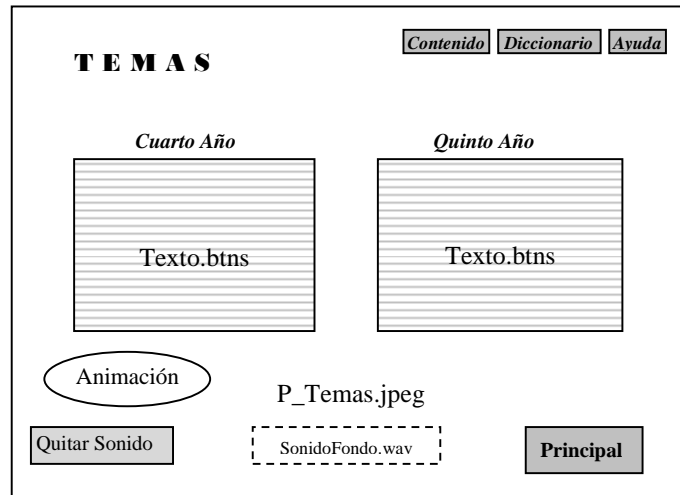 Contenido Diccionario Ayuda
TEMAS
Cuarto Año Quinto Año
Texto.btns Texto.btns
Animación
P_Temas.jpeg
Quitar Sonido SonidoFondo.wav Principal